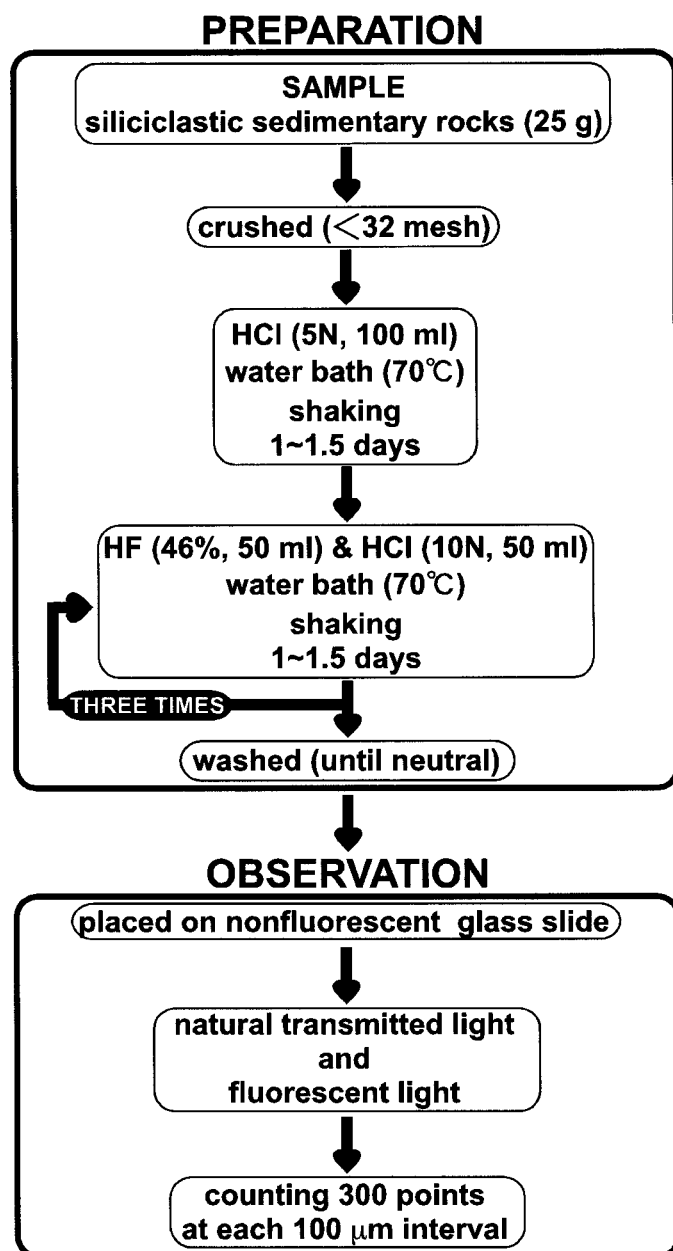 PREPARATION
SAMPLE
siliciclastic sedimentary rocks (25 g)
crushed (<32 mesh)
HCl (5N, 100 ml)
water bath (70℃)
shaking
1~1.5 days
HF (46%, 50 ml) & HCl (10N, 50 ml)
water bath (70℃)
shaking
1~1.5 days
THREE TIMES
washed (until neutral)
OBSERVATION
placed on nonfluorescent glass slide
natural transmitted light
and
fluorescent light
counting 300 points
at each 100 μm interval